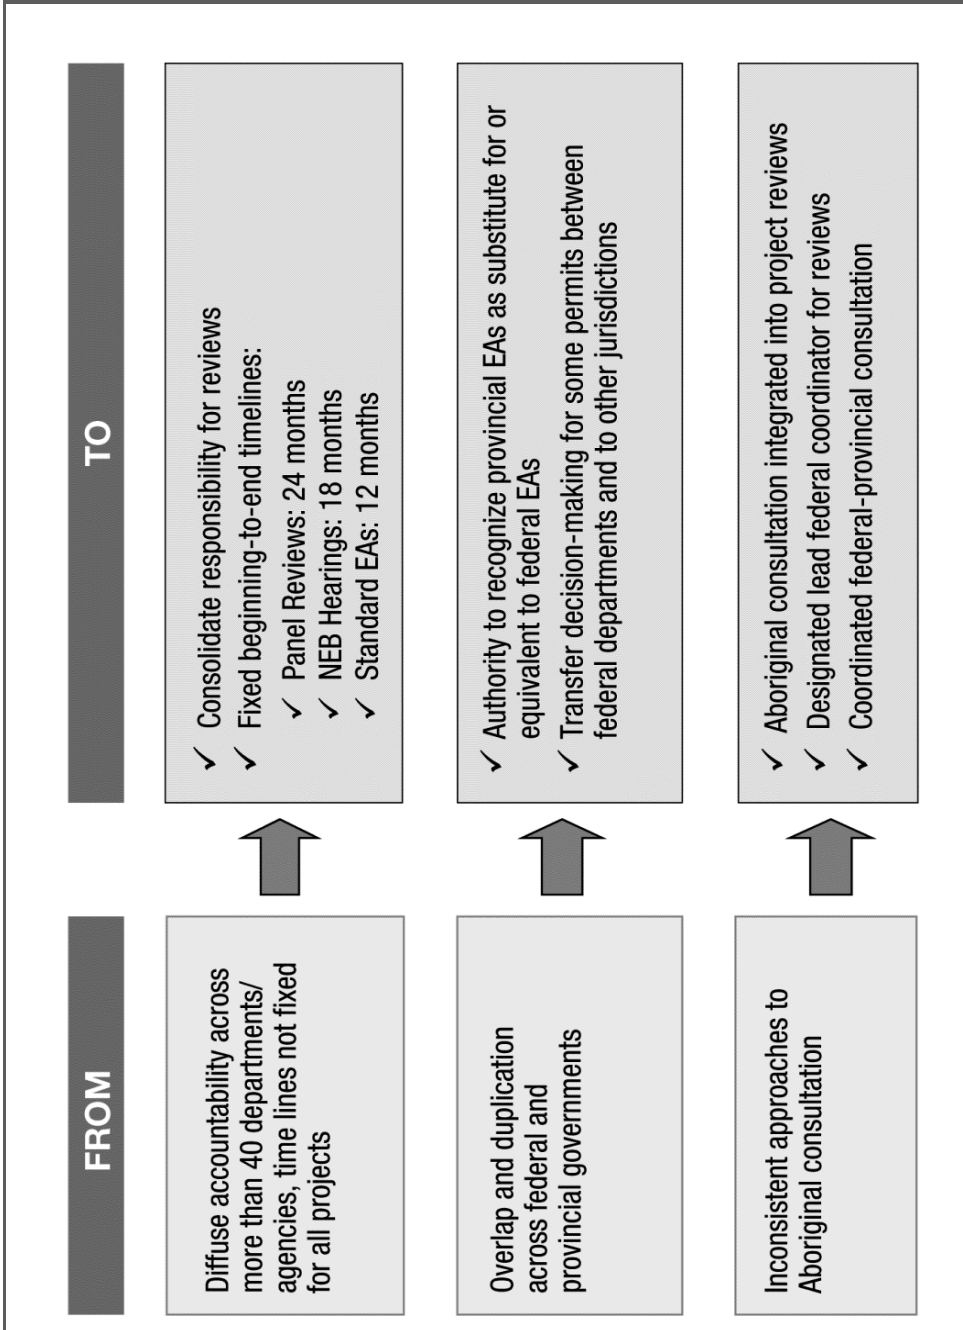 FROM
TO
Diffuse accountability across
more than 40 departments/
agencies, time lines not fixed
for all projects
✓ Consolidate responsibility for reviews
✓ Fixed beginning-to-end timelines:
✓ Panel Reviews: 24 months
✓ NEB Hearings: 18 months
✓ Standard EAs: 12 months
Overlap and duplication
across federal and
provincial governments
✓ Authority to recognize provincial EAs as substitute for or
equivalent to federal EAs
✓ Transfer decision-making for some permits between
federal departments and to other jurisdictions
Inconsistent approaches to
Aboriginal consultation
✓ Aboriginal consultation integrated into project reviews
✓ Designated lead federal coordinator for reviews
✓ Coordinated federal-provincial consultation